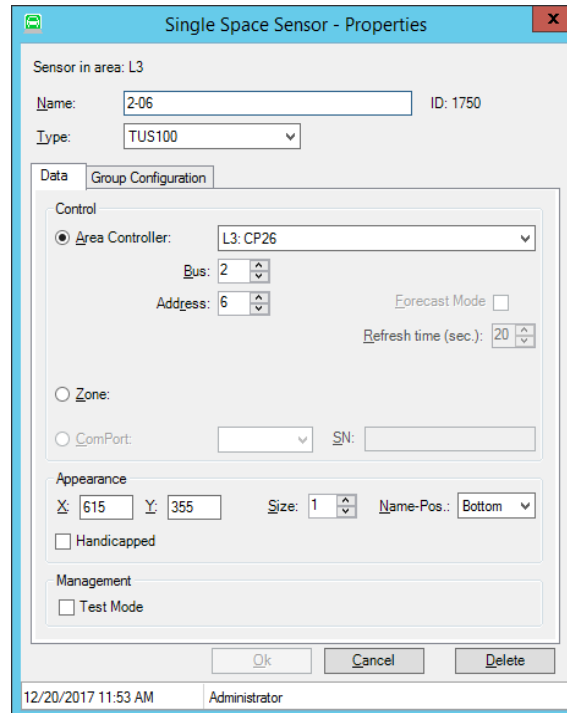 Single Space Sensor - Properties
x
Sensor in area: L3
Name: 2-06 ID: 1750
Type: TUS100
Data Group Configuration
Control
Area Controller: L3: CP26
Bus: 2
Address: 6 Forecast Mode
Refresh time (sec.): 20
Zone:
ComPort: SN:
Appearance
X: 615 Y: 355 Size: 1 Name-Pos.: Bottom
Handicapped
Management
Test Mode
Ok Cancel Delete
12/20/2017 11:53 AM Administrator